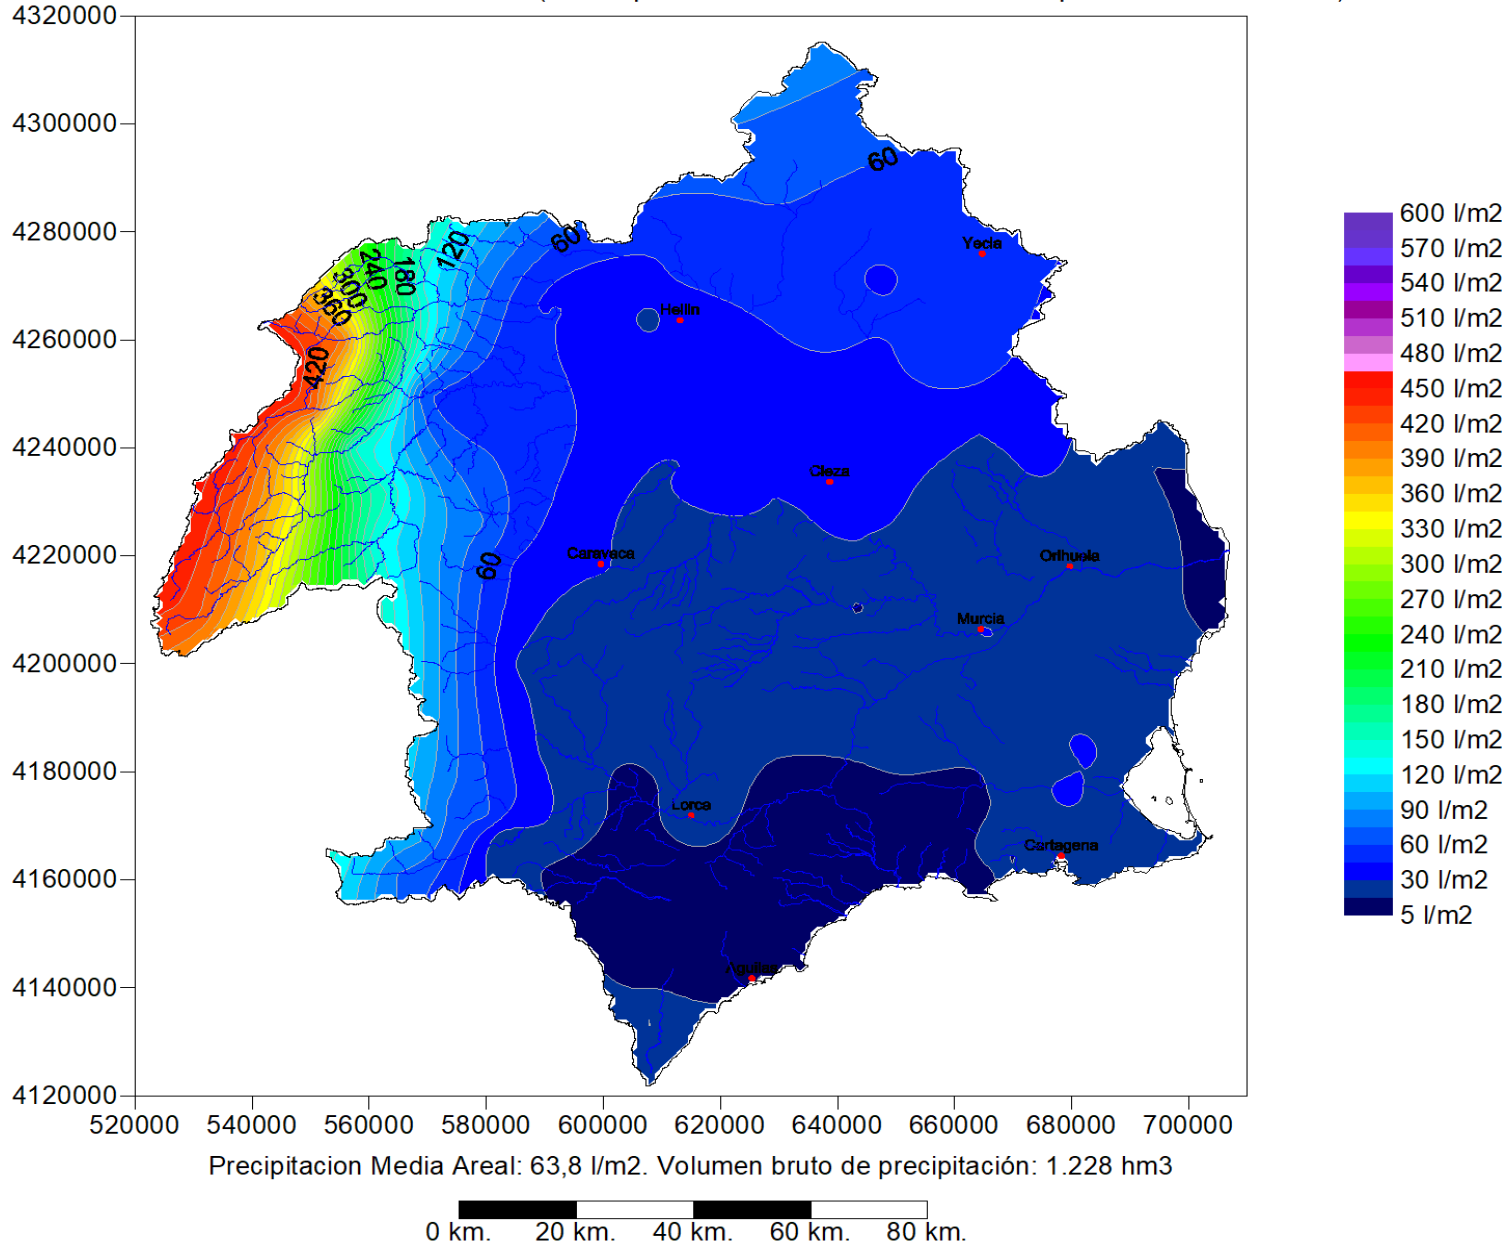 4320000
4300000
4280000
4260000
4240000
4220000
4200000
4180000
4160000
4140000
4120000
520000 540000 560000 580000 600000 620000 640000 660000 680000 700000
60
60
120
180
240
300
360
420
60
Yecla
Hellin
Cieza
Caravaca
Orihuela
Murcia
Lorca
Cartagena
Aguilas
600 l/m2
570 l/m2
540 l/m2
510 l/m2
480 l/m2
450 l/m2
420 l/m2
390 l/m2
360 l/m2
330 l/m2
300 l/m2
270 l/m2
240 l/m2
210 l/m2
180 l/m2
150 l/m2
120 l/m2
90 l/m2
60 l/m2
30 l/m2
5 l/m2
Precipitacion Media Areal: 63,8 l/m2. Volumen bruto de precipitación: 1.228 hm3
0 km. 20 km. 40 km. 60 km. 80 km.